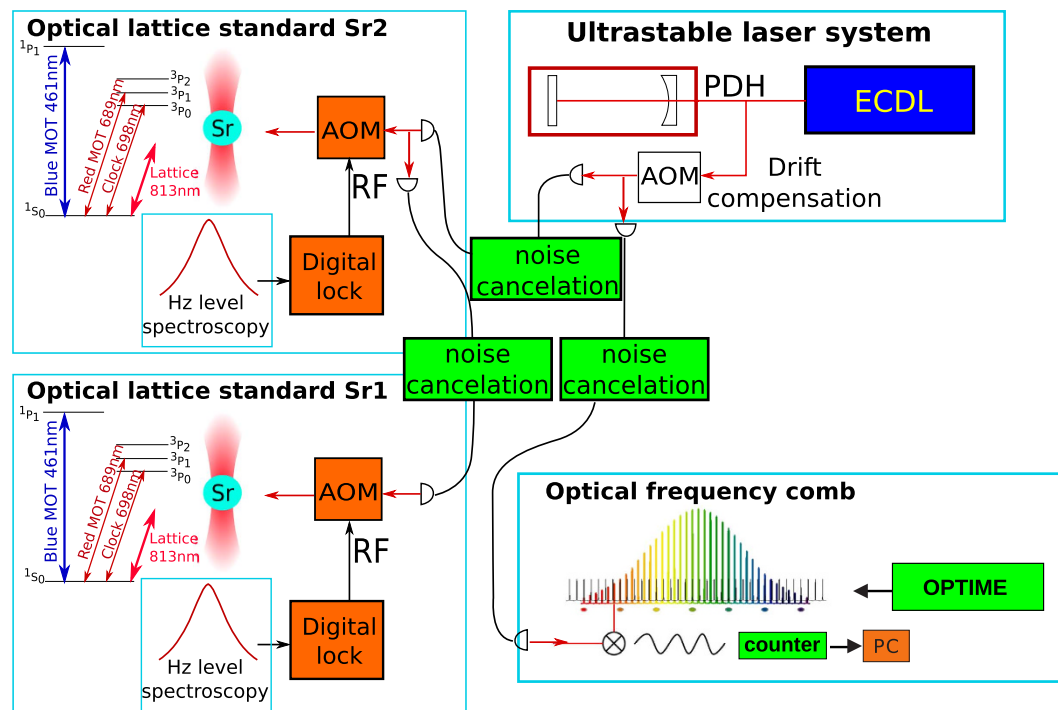 Optical lattice standard Sr2
1P1
Blue MOT 461nm
Red MOT 689nm
Clock 698nm
3P2
3P1
3P0
Lattice
813nm
1S0
Sr
AOM
RF
Digital
lock
Hz level
spectroscopy
Ultrastable laser system
PDH
ECDL
AOM
Drift
compensation
noise
cancelation
noise
cancelation
noise
cancelation
Optical lattice standard Sr1
1P1
Blue MOT 461nm
Red MOT 689nm
Clock 698nm
3P2
3P1
3P0
Lattice
813nm
1S0
Sr
AOM
RF
Digital
lock
Hz level
spectroscopy
Optical frequency comb
OPTIME
counter
PC